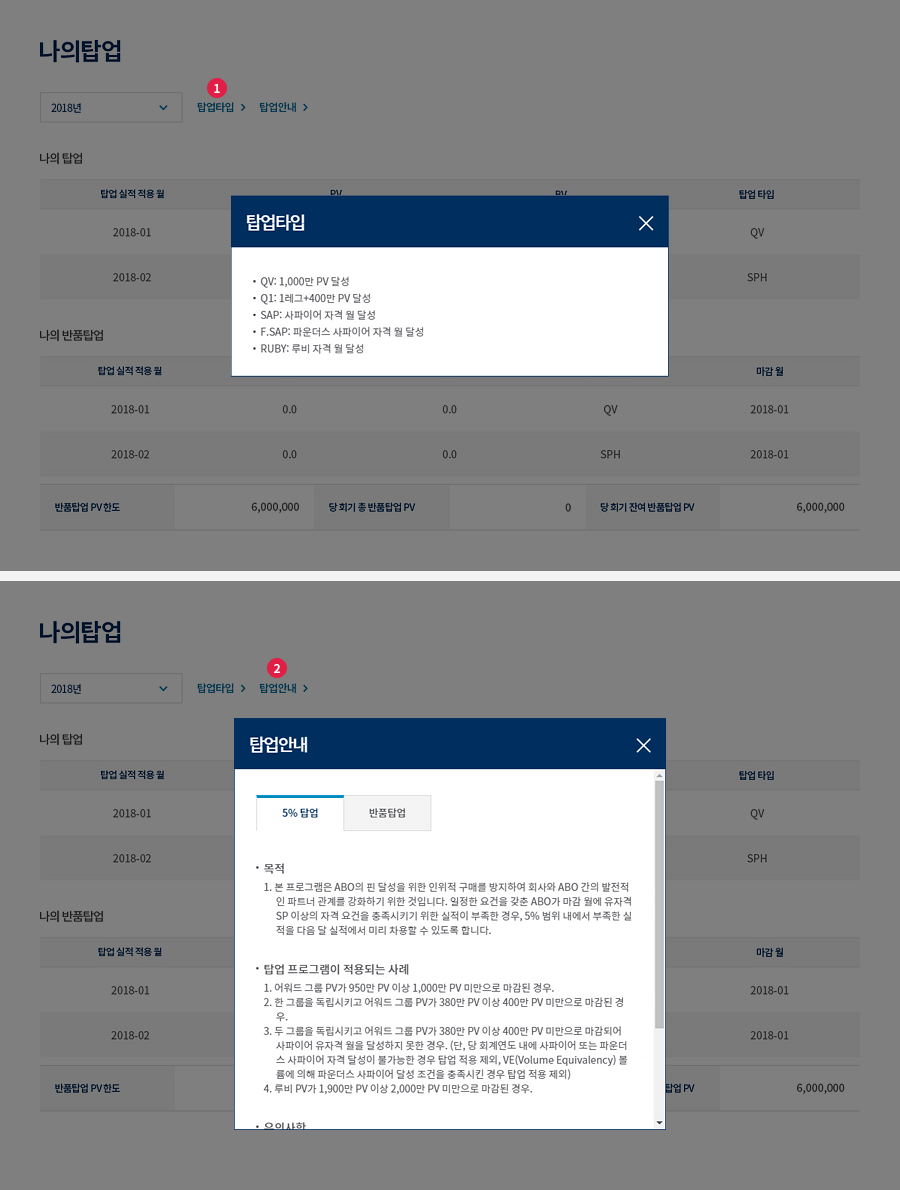 나의탑업
1
2018년
탑업타입
탑업안내
나의 탑업
탑업 실적 적용 월
PV
BV
탑업 타입
2018-01
QV
2018-02
SPH
탑업타입
• QV: 1,000만 PV 달성
• Q1: 1레그+400만 PV 달성
• SAP: 사파이어 자격 월 달성
• F.SAP: 파운더스 사파이어 자격 월 달성
• RUBY: 루비 자격 월 달성
나의 반품탑업
탑업 실적 적용 월
마감 월
2018-01 0.0 0.0 QV 2018-01
2018-02 0.0 0.0 SPH 2018-01
반품탑업 PV 한도 6,000,000 당 회기 총 반품탑업 PV 0 당 회기 잔여 반품탑업 PV 6,000,000
나의탑업
2
2018년
탑업타입
탑업안내
나의 탑업
탑업 실적 적용 월
탑업 타입
2018-01
QV
2018-02
SPH
나의 반품탑업
탑업 실적 적용 월
마감 월
2018-01
2018-01
2018-02
2018-01
반품탑업 PV 한도
탑업 PV
6,000,000
탑업안내
5% 탑업
반품탑업
• 목적
1. 본 프로그램은 ABO의 핀 달성을 위한 인위적 구매를 방지하여 회사와 ABO 간의 발전적
인 파트너 관계를 강화하기 위한 것입니다. 일정한 요건을 갖춘 ABO가 마감 월에 유자격
SP 이상의 자격 요건을 충족시키기 위한 실적이 부족한 경우, 5% 범위 내에서 부족한 실
적을 다음 달 실적에서 미리 차용할 수 있도록 합니다.
• 탑업 프로그램이 적용되는 사례
1. 어워드 그룹 PV가 950만 PV 이상 1,000만 PV 미만으로 마감된 경우.
2. 한 그룹을 독립시키고 어워드 그룹 PV가 380만 PV 이상 400만 PV 미만으로 마감된 경
우.
3. 두 그룹을 독립시키고 어워드 그룹 PV가 380만 PV 이상 400만 PV 미만으로 마감되어
사파이어 유자격 월을 달성하지 못한 경우. (단, 당 회계연도 내에 사파이어 또는 파운더
스 사파이어 자격 달성이 불가능한 경우 탑업 적용 제외, VE(Volume Equivalency) 볼
륨에 의해 파운더스 사파이어 달성 조건을 충족시킨 경우 탑업 적용 제외)
4. 루비 PV가 1,900만 PV 이상 2,000만 PV 미만으로 마감된 경우.
• 유의사항